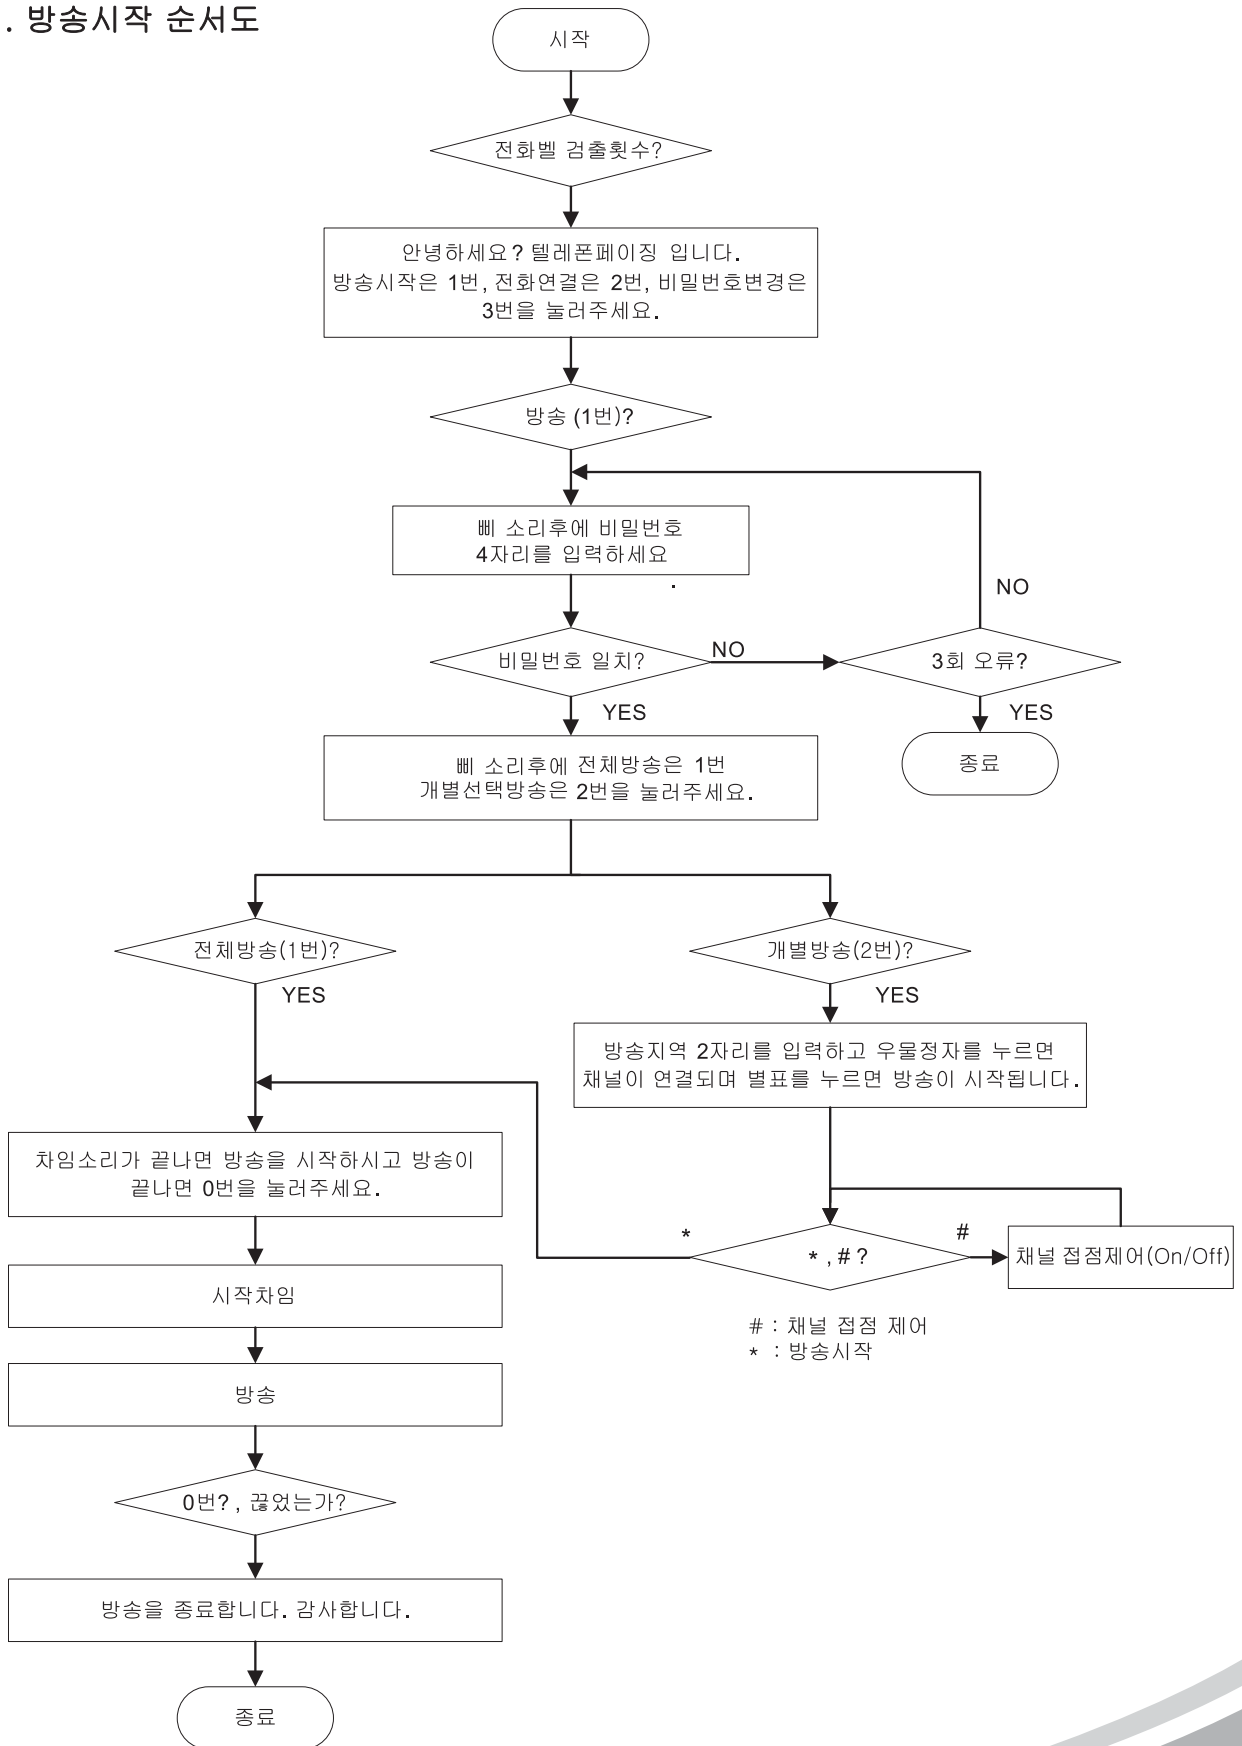 . 방송시작 순서도
시작
전화벨 검출횟수?
안녕하세요? 텔레폰페이징 입니다.
방송시작은 1번, 전화연결은 2번, 비밀번호변경은
3번을 눌러주세요.
방송 (1번)?
삐 소리후에 비밀번호
4자리를 입력하세요
.
NO
비밀번호 일치?
NO
3회 오류?
YES
YES
종료
삐 소리후에 전체방송은 1번
개별선택방송은 2번을 눌러주세요.
전체방송(1번)?
개별방송(2번)?
YES
YES
방송지역 2자리를 입력하고 우물정자를 누르면
채널이 연결되며 별표를 누르면 방송이 시작됩니다.
차임소리가 끝나면 방송을 시작하시고 방송이
끝나면 0번을 눌러주세요.
*
* , # ?
#
채널 접점제어(On/Off)
시작차임
# : 채널 접점 제어
* : 방송시작
방송
0번? , 끊었는가?
방송을 종료합니다. 감사합니다.
종료